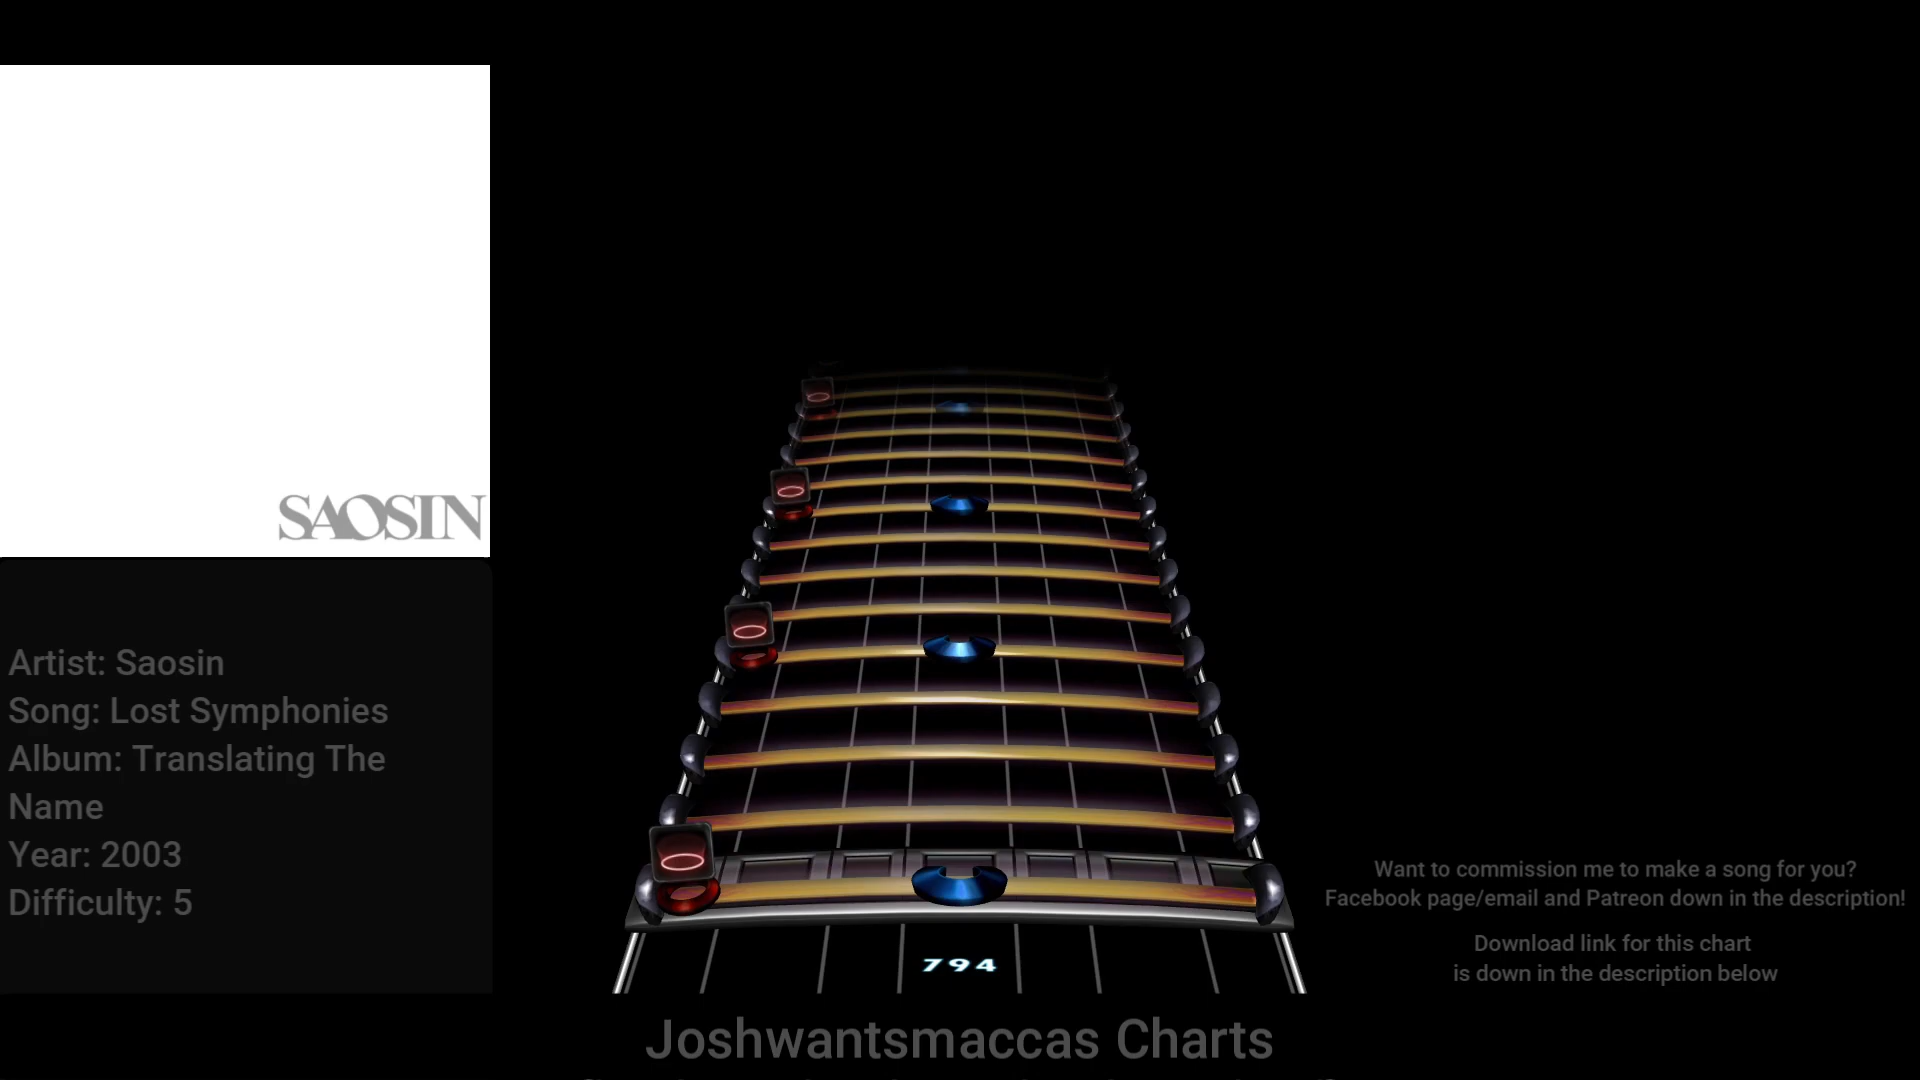 SAOSIN
Artist: Saosin
Song: Lost Symphonies
Album: Translating The
Name
Year: 2003
Difficulty: 5
794
Want to commission me to make a song for you?
Facebook page/email and Patreon down in the description!
Download link for this chart
is down in the description below
Joshwantsmaccas Charts